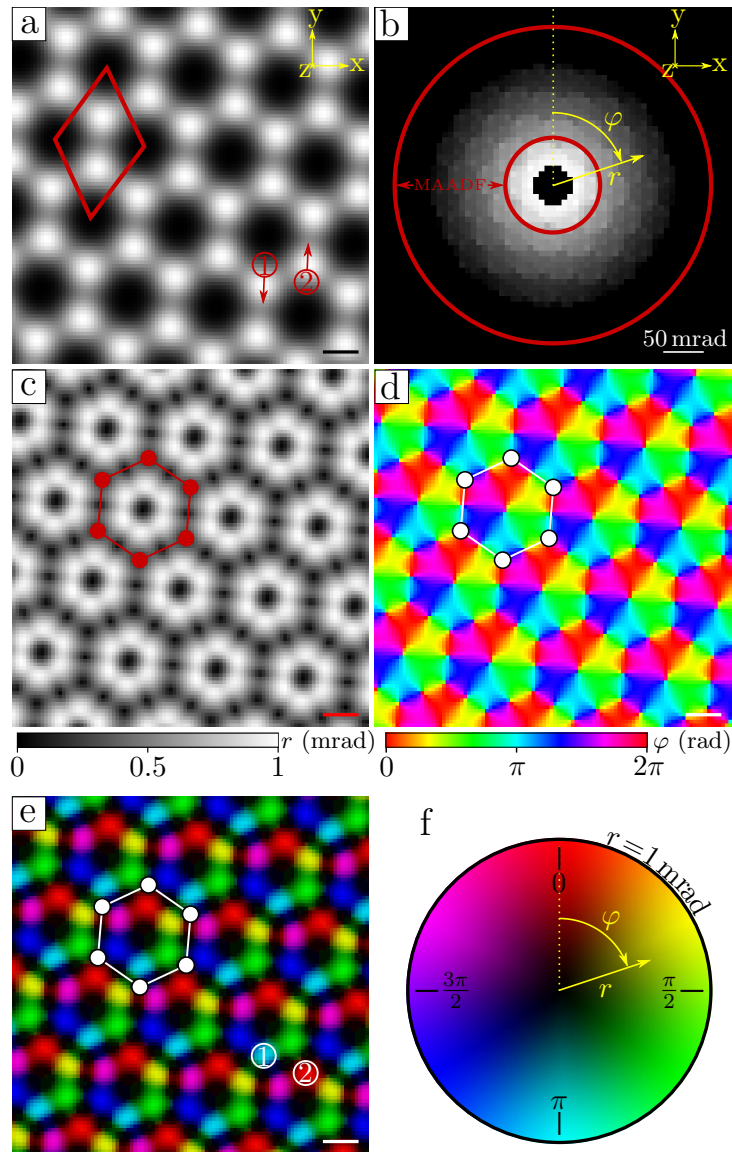 a
y
z x
① ②
b
y
z x
φ
MAADF
r
50 mrad
c
d
r (mrad)
0 0.5 1
φ (rad)
0 π 2π
e
①
②
f
r = 1 mrad
0
φ
3π/2
π/2
r
π